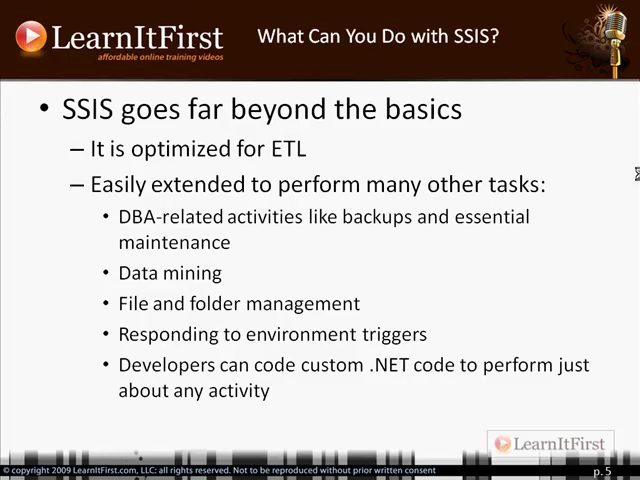 LearnItFirst
affordable online training videos
What Can You Do with SSIS?
• SSIS goes far beyond the basics
– It is optimized for ETL
– Easily extended to perform many other tasks:
• DBA-related activities like backups and essential
maintenance
• Data mining
• File and folder management
• Responding to environment triggers
• Developers can code custom .NET code to perform just
about any activity
LearnItFirst
© copyright 2009 LearnItFirst.com, LLC: all rights reserved. Not to be reproduced without prior written consent
p. 5